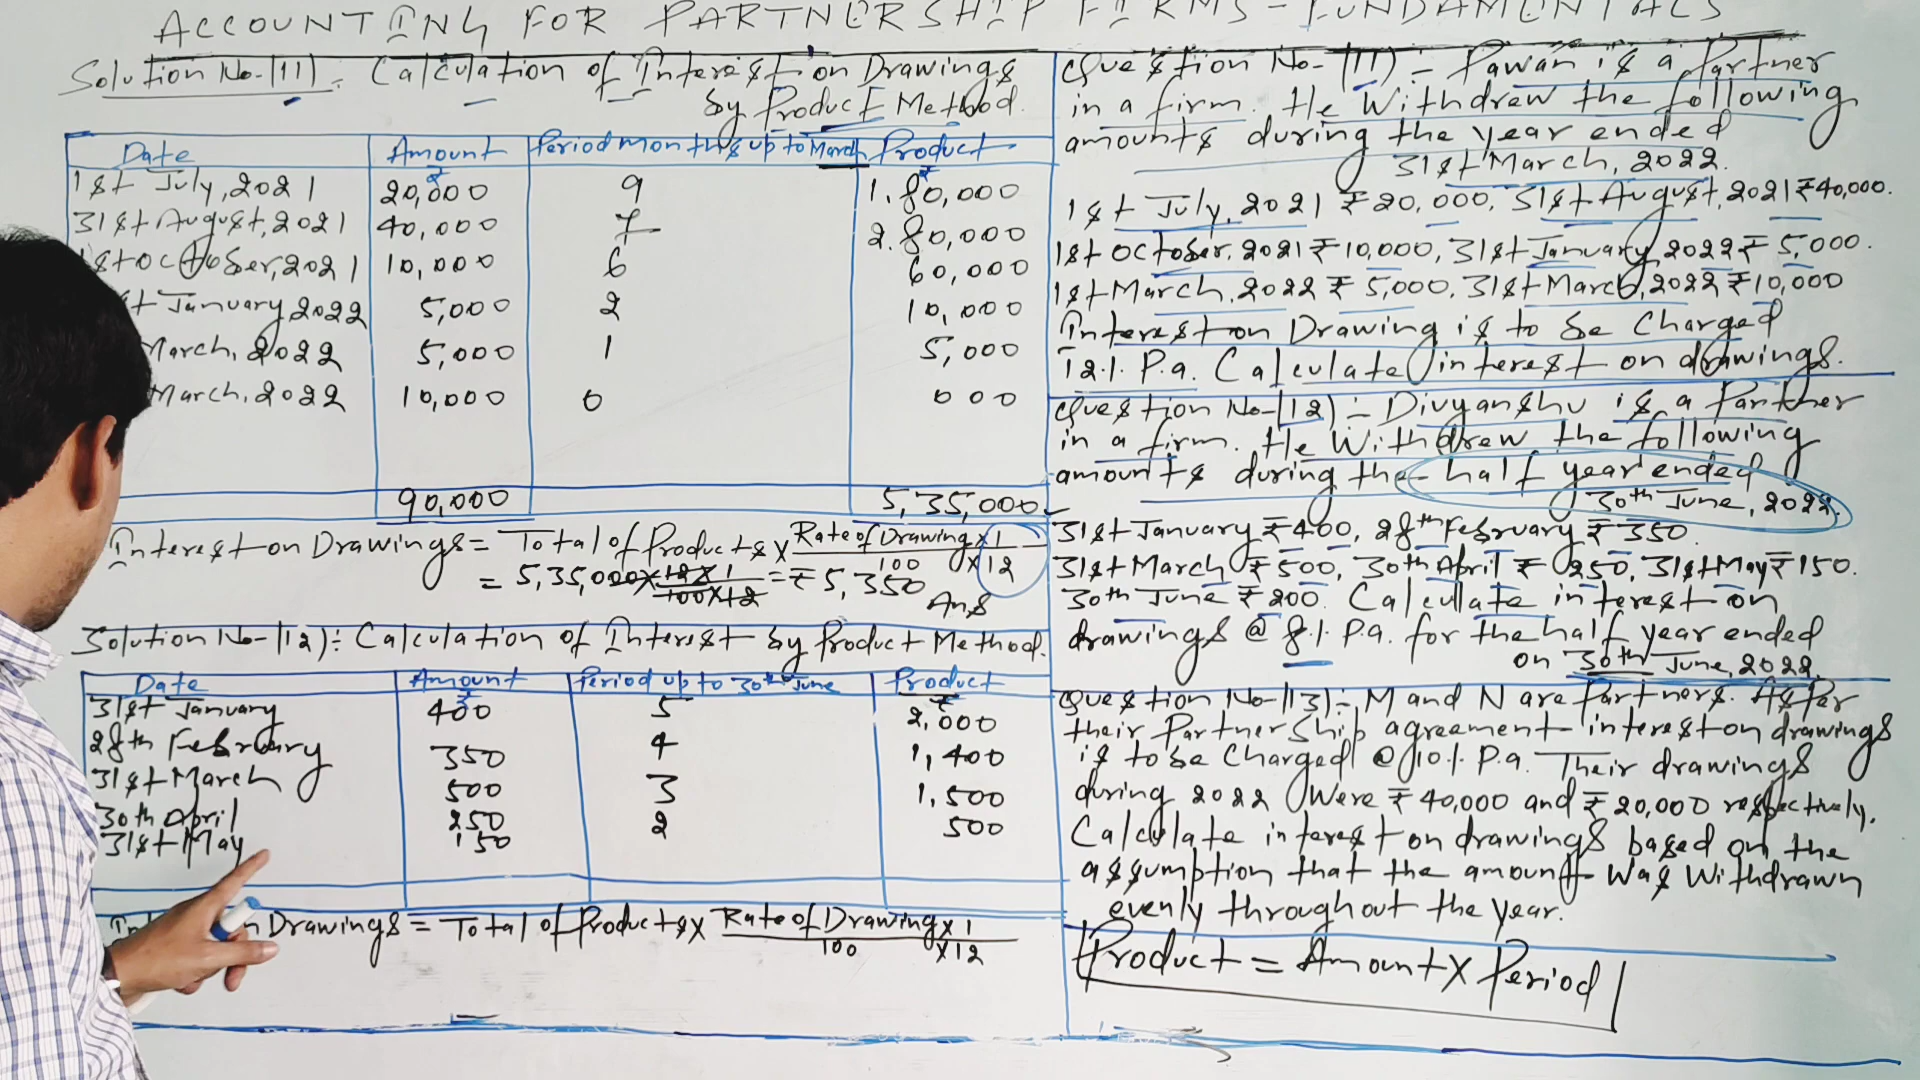 ACCOUNTING FOR PARTNERSHIP FIRMS - FUNDAMENTALS
Solution No-(11):- Calculation of Interest on Drawings
by Product Method.
Date Amount Period months up to March Product
₹ ₹
1st July, 2021 20,000 9 1,80,000
31st August, 2021 40,000 7 2,80,000
1st October, 2021 10,000 6 60,000
st January 2022 5,000 2 10,000
March, 2022 5,000 1 5,000
March, 2022 10,000 0 000
90,000 5,35,000
Interest on Drawings = Total of Products × Rate of Drawing × 1
100 × 12
= 5,35,000 × 12 × 1 = ₹ 5,350
100 × 12
Ans
Solution No-(12):- Calculation of Interest by Product Method.
Date Amount Period up to 30th June Product
₹ ₹
31st January 400 5 2,000
28th February 350 4 1,400
31st March 500 3 1,500
30th April 250 2 500
31st May 150
In n Drawings = Total of Products × Rate of Drawing × 1
100 × 12
Question No-(11):- Pawan is a Partner
in a firm. He Withdrew the following
amounts during the year ended
31st March, 2022.
1st July, 2021 ₹ 20,000, 31st August, 2021 ₹ 40,000.
1st October, 2021 ₹ 10,000, 31st January, 2022 ₹ 5,000.
1st March, 2022 ₹ 5,000, 31st March, 2022 ₹ 10,000
Interest on Drawing is to be Charged
12% P.a. Calculate interest on drawings.
Question No-(12):- Divyanshu is a Partner
in a firm. He Withdrew the following
amounts during the half year ended
30th June, 2022.
31st January ₹ 400, 28th February ₹ 350.
31st March ₹ 500, 30th April ₹ 250, 31st May ₹ 150.
30th June ₹ 200. Calculate interest on
drawings @ 8% P.a. for the half year ended
on 30th June, 2022.
Question No-(13):- M and N are Partners. As Per
their Partnership agreement interest on drawings
is to be Charged @ 10% P.a. Their drawings
during 2022 Were ₹ 40,000 and ₹ 20,000 respectively.
Calculate interest on drawings based on the
assumption that the amount Was Withdrawn
evenly throughout the year.
Product = Amount × Period